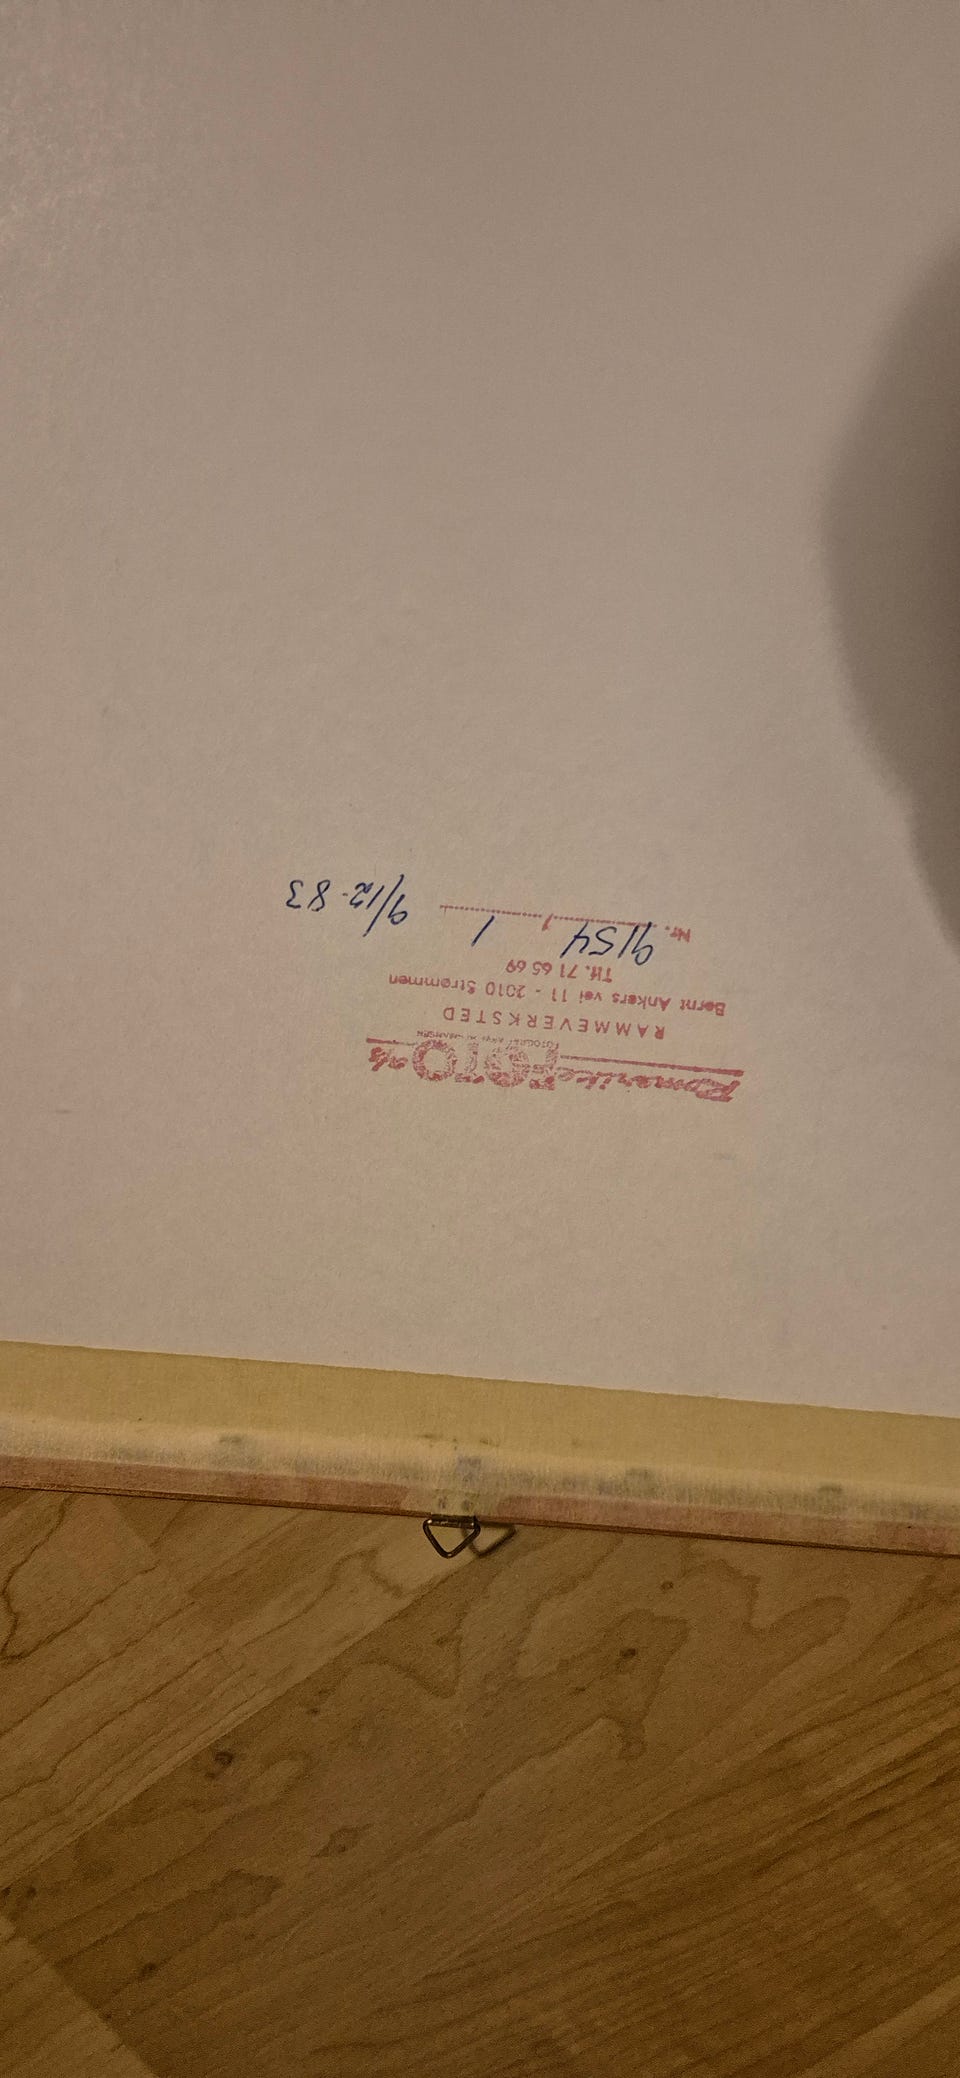 Romerike FOTO a/s
RAMMEVERKSTED
Bernt Ankers vei 11 - 2010 Strømmen
Tlf. 71 65 69
Nr. 9154 1 9/12-83